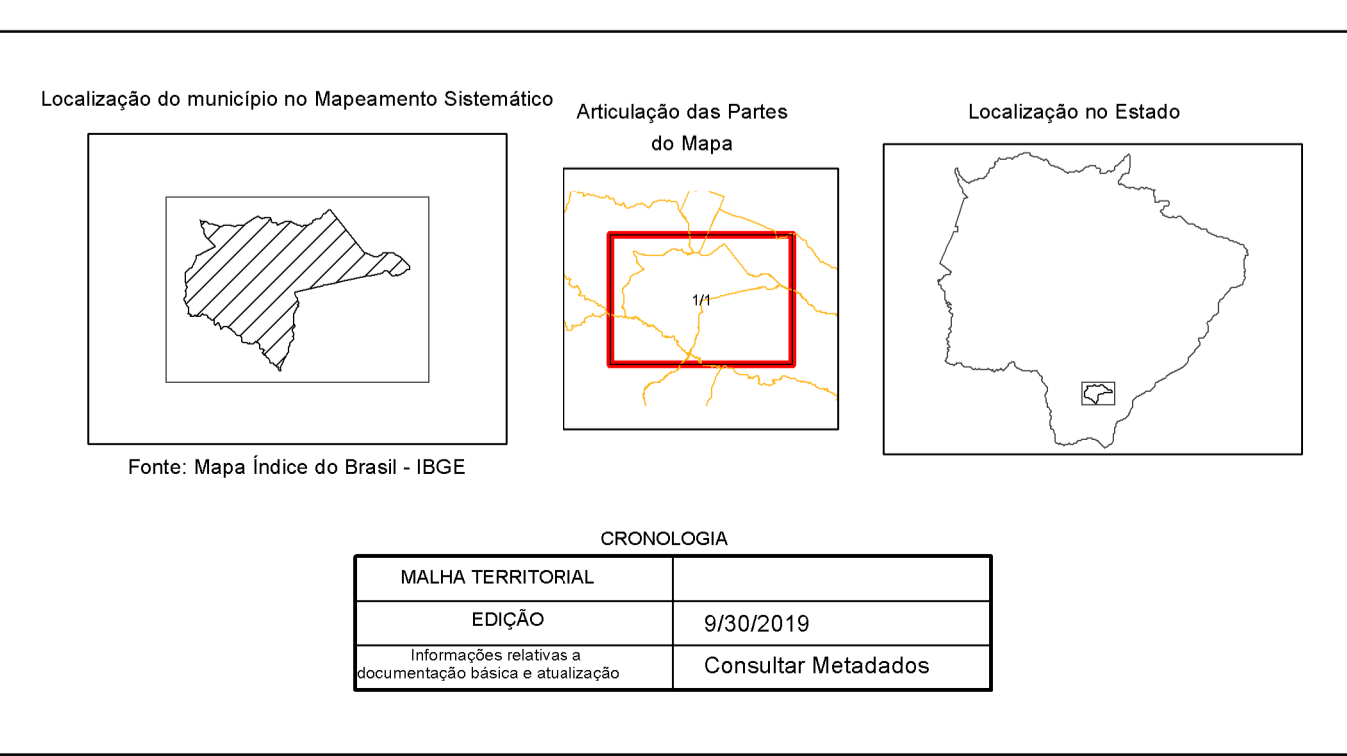 Localização do município no Mapeamento Sistemático
Articulação das Partes
do Mapa
Localização no Estado
1/1
Fonte: Mapa Índice do Brasil - IBGE
CRONOLOGIA
MALHA TERRITORIAL
EDIÇÃO
9/30/2019
Informações relativas a
documentação básica e atualização
Consultar Metadados